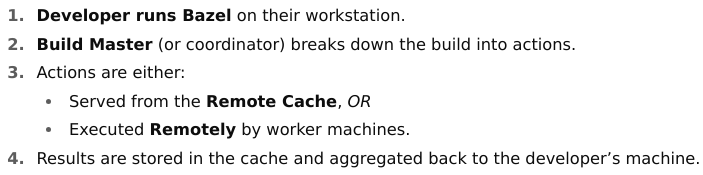 1. Developer runs Bazel on their workstation.
2. Build Master (or coordinator) breaks down the build into actions.
3. Actions are either:
• Served from the Remote Cache, OR
• Executed Remotely by worker machines.
4. Results are stored in the cache and aggregated back to the developer’s machine.